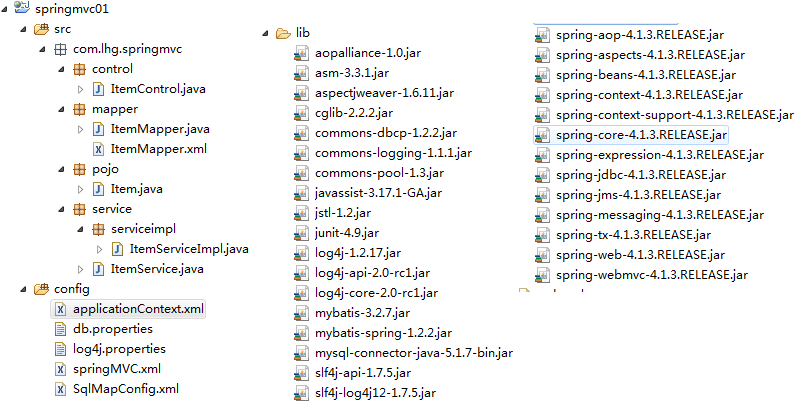 springmvc01
src
com.lhg.springmvc
control
ItemControl.java
mapper
ItemMapper.java
ItemMapper.xml
pojo
Item.java
service
serviceimpl
ItemServiceImpl.java
ItemService.java
config
applicationContext.xml
db.properties
log4j.properties
springMVC.xml
SqlMapConfig.xml
lib
aopalliance-1.0.jar
asm-3.3.1.jar
aspectjweaver-1.6.11.jar
cglib-2.2.2.jar
commons-dbcp-1.2.2.jar
commons-logging-1.1.1.jar
commons-pool-1.3.jar
javassist-3.17.1-GA.jar
jstl-1.2.jar
junit-4.9.jar
log4j-1.2.17.jar
log4j-api-2.0-rc1.jar
log4j-core-2.0-rc1.jar
mybatis-3.2.7.jar
mybatis-spring-1.2.2.jar
mysql-connector-java-5.1.7-bin.jar
slf4j-api-1.7.5.jar
slf4j-log4j12-1.7.5.jar
spring-aop-4.1.3.RELEASE.jar
spring-aspects-4.1.3.RELEASE.jar
spring-beans-4.1.3.RELEASE.jar
spring-context-4.1.3.RELEASE.jar
spring-context-support-4.1.3.RELEASE.jar
spring-core-4.1.3.RELEASE.jar
spring-expression-4.1.3.RELEASE.jar
spring-jdbc-4.1.3.RELEASE.jar
spring-jms-4.1.3.RELEASE.jar
spring-messaging-4.1.3.RELEASE.jar
spring-tx-4.1.3.RELEASE.jar
spring-web-4.1.3.RELEASE.jar
spring-webmvc-4.1.3.RELEASE.jar